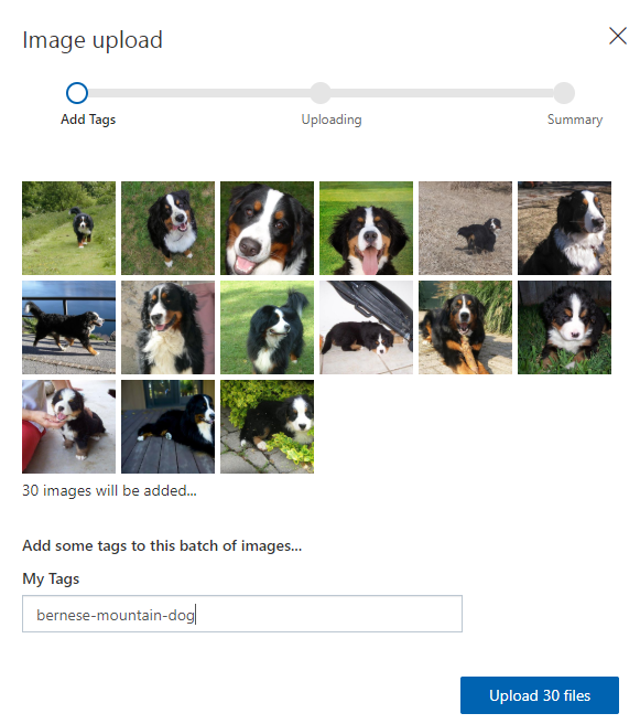 Image upload
Add Tags
Uploading
Summary
30 images will be added...
Add some tags to this batch of images...
My Tags
bernese-mountain-dog
Upload 30 files